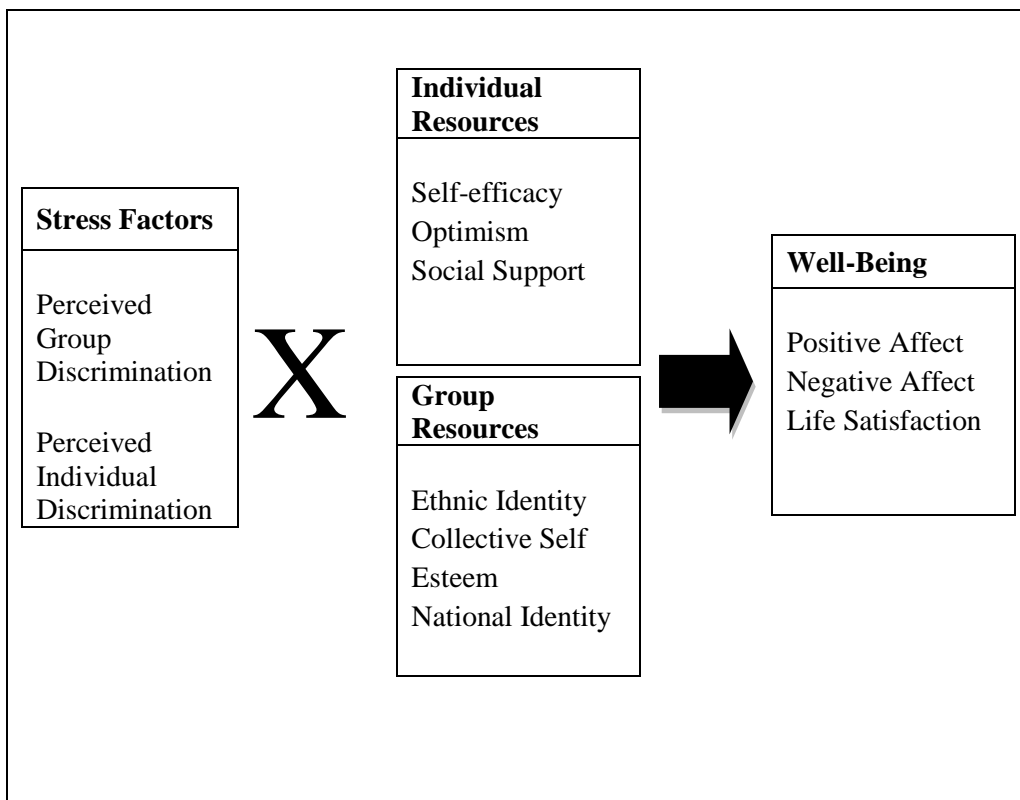 Stress Factors
Perceived
Group
Discrimination
Perceived
Individual
Discrimination
X
Individual
Resources
Self-efficacy
Optimism
Social Support
Group
Resources
Ethnic Identity
Collective Self
Esteem
National Identity
Well-Being
Positive Affect
Negative Affect
Life Satisfaction